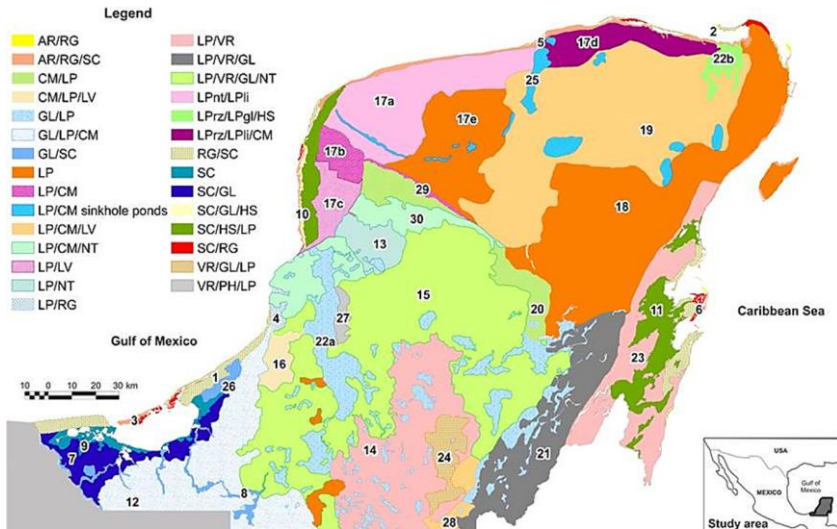 Legend
AR/RG
AR/RG/SC
CM/LP
CM/LP/LV
GL/LP
GL/LP/CM
GL/SC
LP
LP/CM
LP/CM sinkhole ponds
LP/CM/LV
LP/CM/NT
LP/LV
LP/NT
LP/RG
LP/VR
LP/VR/GL
LP/VR/GL/NT
LPnt/LPli
LPrz/LPgl/HS
LPrz/LPli/CM
RG/SC
SC
SC/GL
SC/GL/HS
SC/HS/LP
SC/RG
VR/GL/LP
VR/PH/LP
2
5
17d
22b
25
17a
17e
19
17b
29
17c
10
30
18
13
15
20
11
6
Caribbean Sea
4
27
22a
23
Gulf of Mexico
16
1
26
10 0 10 20 30 km
3
9
7
14
24
21
8
12
28
USA
MEXICO
Gulf of
Mexico
Study area